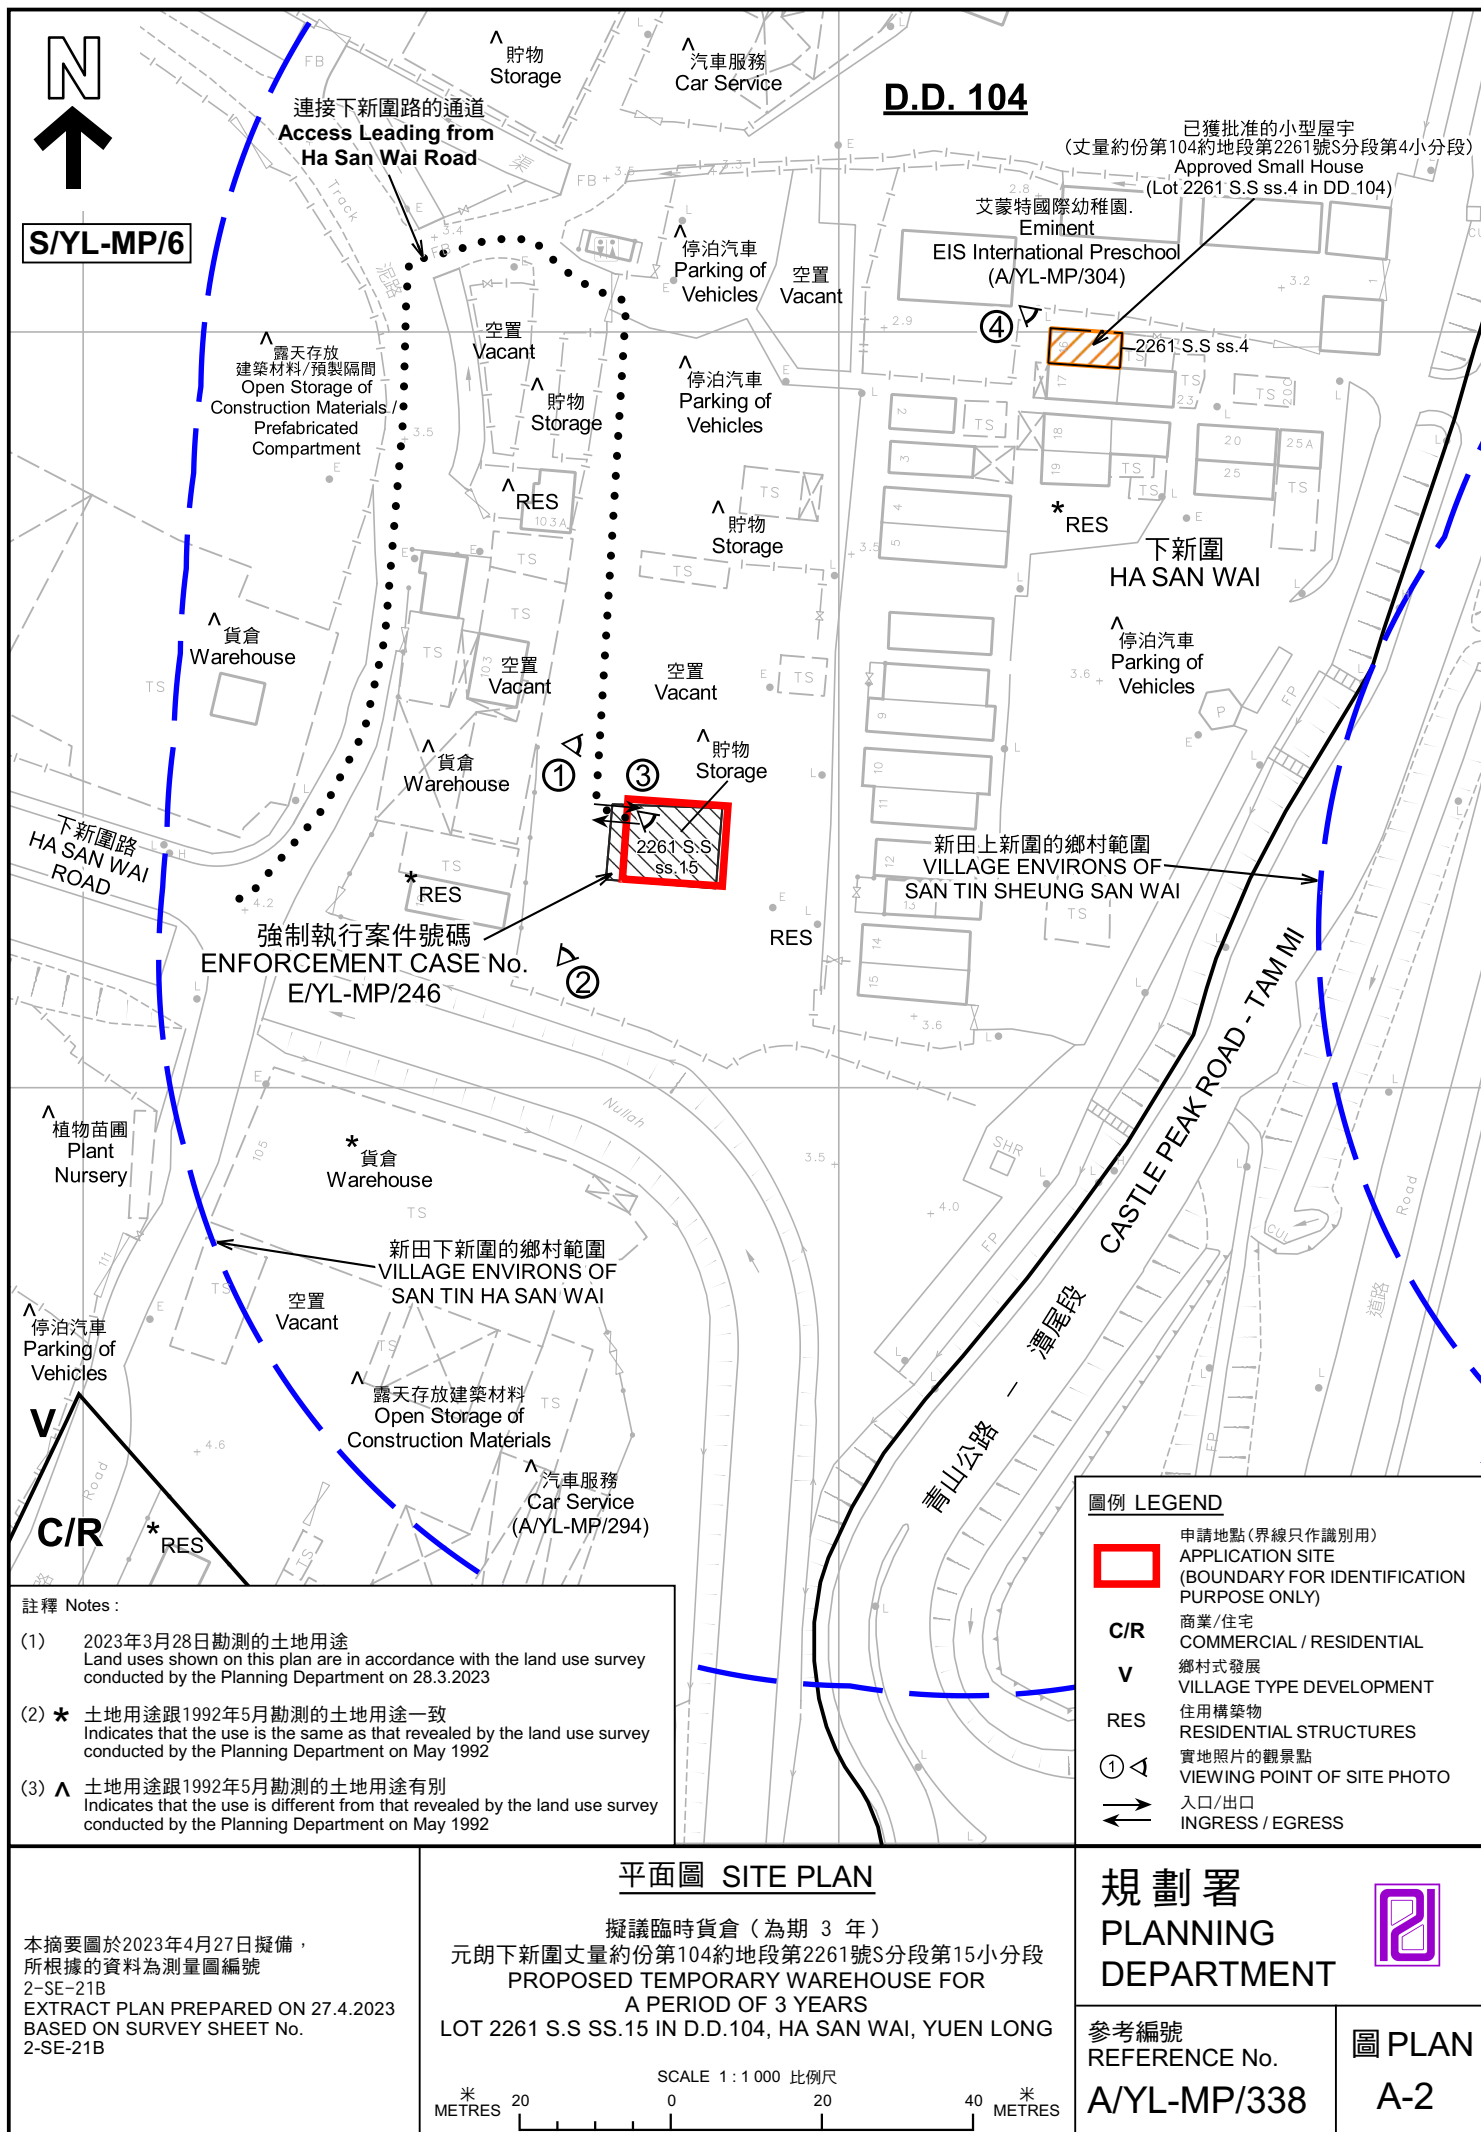 N
S/YL-MP/6
D.D. 104
貯物
Storage
汽車服務
Car Service
連接下新圍路的通道
Access Leading from
Ha San Wai Road
已獲批准的小型屋宇
(丈量約份第104約地段第2261號S分段第4小分段)
Approved Small House
(Lot 2261 S.S ss.4 in DD 104)
艾蒙特國際幼稚園.
Eminent
EIS International Preschool
(A/YL-MP/304)
停泊汽車
Parking of
Vehicles
空置
Vacant
④
2261 S.S ss.4
空置
Vacant
露天存放
建築材料/預製隔間
Open Storage of
Construction Materials /
Prefabricated
Compartment
貯物
Storage
停泊汽車
Parking of
Vehicles
RES
貯物
Storage
*RES
下新圍
HA SAN WAI
貨倉
Warehouse
空置
Vacant
空置
Vacant
停泊汽車
Parking of
Vehicles
貨倉
Warehouse
①
③
貯物
Storage
2261 S.S
ss.15
下新圍路
HA SAN WAI
ROAD
*RES
新田上新圍的鄉村範圍
VILLAGE ENVIRONS OF
SAN TIN SHEUNG SAN WAI
強制執行案件號碼
ENFORCEMENT CASE No.
E/YL-MP/246
②
RES
Nullah
植物苗圃
Plant
Nursery
*貨倉
Warehouse
新田下新圍的鄉村範圍
VILLAGE ENVIRONS OF
SAN TIN HA SAN WAI
空置
Vacant
停泊汽車
Parking of
Vehicles
露天存放建築材料
Open Storage of
Construction Materials
汽車服務
Car Service
(A/YL-MP/294)
V
C/R
*RES
青山公路 － 潭尾段 CASTLE PEAK ROAD - TAM MI
Road
道路
圖例 LEGEND
申請地點(界線只作識別用)
APPLICATION SITE
(BOUNDARY FOR IDENTIFICATION
PURPOSE ONLY)
C/R 商業/住宅
COMMERCIAL / RESIDENTIAL
V 鄉村式發展
VILLAGE TYPE DEVELOPMENT
RES 住用構築物
RESIDENTIAL STRUCTURES
① 實地照片的觀景點
VIEWING POINT OF SITE PHOTO
入口/出口
INGRESS / EGRESS
註釋 Notes :
(1) 2023年3月28日勘測的土地用途
Land uses shown on this plan are in accordance with the land use survey
conducted by the Planning Department on 28.3.2023
(2) * 土地用途跟1992年5月勘測的土地用途一致
Indicates that the use is the same as that revealed by the land use survey
conducted by the Planning Department on May 1992
(3) ^ 土地用途跟1992年5月勘測的土地用途有別
Indicates that the use is different from that revealed by the land use survey
conducted by the Planning Department on May 1992
本摘要圖於2023年4月27日擬備，
所根據的資料為測量圖編號
2-SE-21B
EXTRACT PLAN PREPARED ON 27.4.2023
BASED ON SURVEY SHEET No.
2-SE-21B
平面圖 SITE PLAN
擬議臨時貨倉（為期 3 年）
元朗下新圍丈量約份第104約地段第2261號S分段第15小分段
PROPOSED TEMPORARY WAREHOUSE FOR
A PERIOD OF 3 YEARS
LOT 2261 S.S SS.15 IN D.D.104, HA SAN WAI, YUEN LONG
SCALE 1 : 1 000 比例尺
米 METRES 20 0 20 40 米 METRES
規劃署
PLANNING
DEPARTMENT
參考編號
REFERENCE No.
A/YL-MP/338
圖 PLAN
A-2